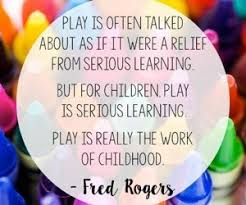 PLAY IS OFTEN TALKED
ABOUT AS IF IT WERE A RELIEF
FROM SERIOUS LEARNING.
BUT FOR CHILDREN, PLAY
IS SERIOUS LEARNING.
PLAY IS REALLY THE WORK
OF CHILDHOOD.
- Fred Rogers